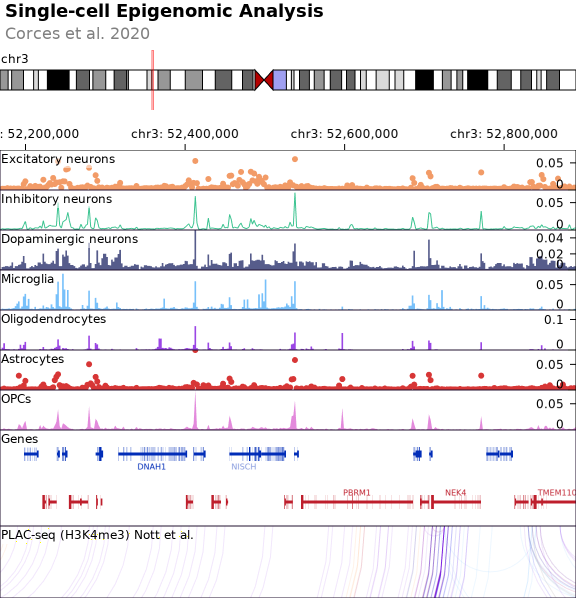 Single-cell Epigenomic Analysis
Corces et al. 2020
chr3
: 52,200,000 chr3: 52,400,000 chr3: 52,600,000 chr3: 52,800,000
Excitatory neurons 0.05
0
Inhibitory neurons 0.05
0
Dopaminergic neurons 0.04
0.02
0
Microglia 0.05
0
Oligodendrocytes 0.1
0
Astrocytes 0.05
0
OPCs 0.05
0
Genes
DNAH1 NISCH
PBRM1 NEK4 TMEM110
PLAC-seq (H3K4me3) Nott et al.